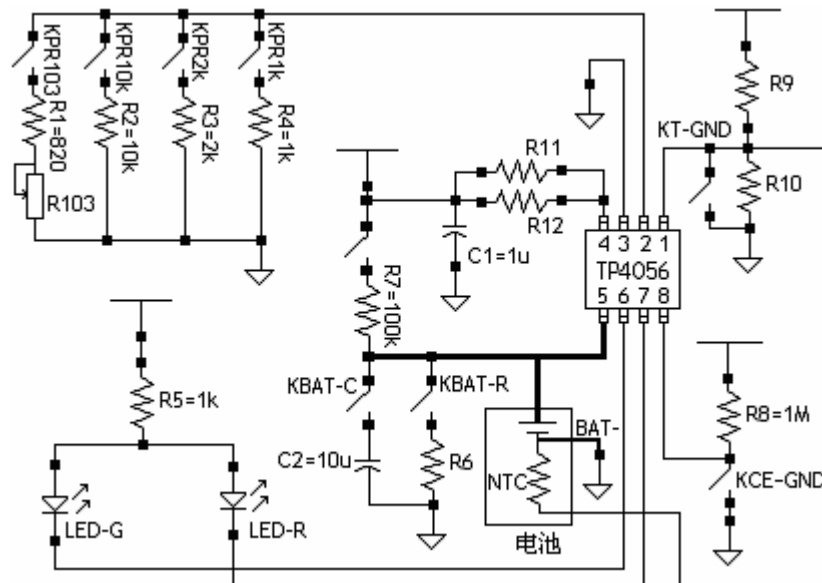 KPR103
KPR10k
KPR2k
KPR1k
R1=820
R2=10k
R3=2k
R4=1k
R103
R9
KT-GND
R10
R11
R12
C1=1u
4 3 2 1
TP4056
5 6 7 8
R7=100k
KBAT-C
KBAT-R
BAT-
R8=1M
R5=1k
C2=10u
R6
NTC
KCE-GND
LED-G
LED-R
电池